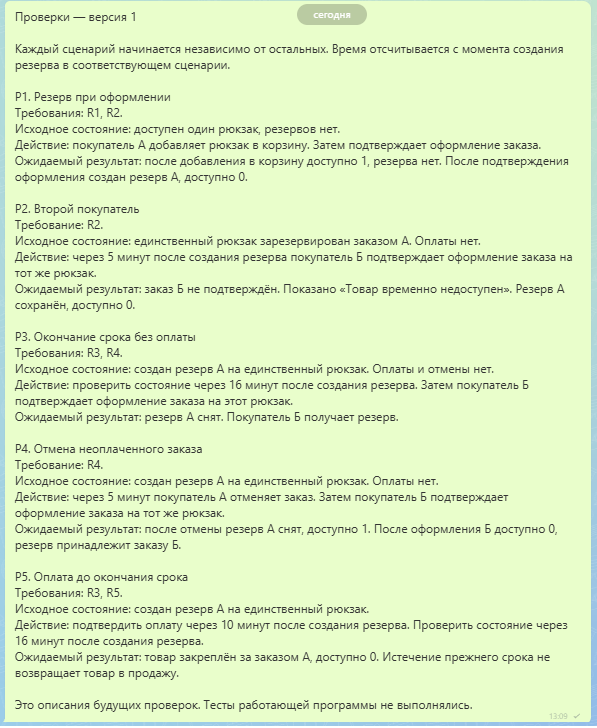 сегодня
Проверки — версия 1
Каждый сценарий начинается независимо от остальных. Время отсчитывается с момента создания
резерва в соответствующем сценарии.
P1. Резерв при оформлении
Требования: R1, R2.
Исходное состояние: доступен один рюкзак, резервов нет.
Действие: покупатель А добавляет рюкзак в корзину. Затем подтверждает оформление заказа.
Ожидаемый результат: после добавления в корзину доступно 1, резерва нет. После подтверждения
оформления создан резерв А, доступно 0.
P2. Второй покупатель
Требование: R2.
Исходное состояние: единственный рюкзак зарезервирован заказом А. Оплаты нет.
Действие: через 5 минут после создания резерва покупатель Б подтверждает оформление заказа на
тот же рюкзак.
Ожидаемый результат: заказ Б не подтверждён. Показано «Товар временно недоступен». Резерв А
сохранён, доступно 0.
P3. Окончание срока без оплаты
Требования: R3, R4.
Исходное состояние: создан резерв А на единственный рюкзак. Оплаты и отмены нет.
Действие: проверить состояние через 16 минут после создания резерва. Затем покупатель Б
подтверждает оформление заказа на этот рюкзак.
Ожидаемый результат: резерв А снят. Покупатель Б получает резерв.
P4. Отмена неоплаченного заказа
Требование: R4.
Исходное состояние: создан резерв А на единственный рюкзак. Оплаты нет.
Действие: через 5 минут покупатель А отменяет заказ. Затем покупатель Б подтверждает
оформление заказа на тот же рюкзак.
Ожидаемый результат: после отмены резерв А снят, доступно 1. После оформления Б доступно 0,
резерв принадлежит заказу Б.
P5. Оплата до окончания срока
Требования: R3, R5.
Исходное состояние: создан резерв А на единственный рюкзак.
Действие: подтвердить оплату через 10 минут после создания резерва. Проверить состояние через
16 минут после создания резерва.
Ожидаемый результат: товар закреплён за заказом А, доступно 0. Истечение прежнего срока не
возвращает товар в продажу.
Это описания будущих проверок. Тесты работающей программы не выполнялись.
13:09